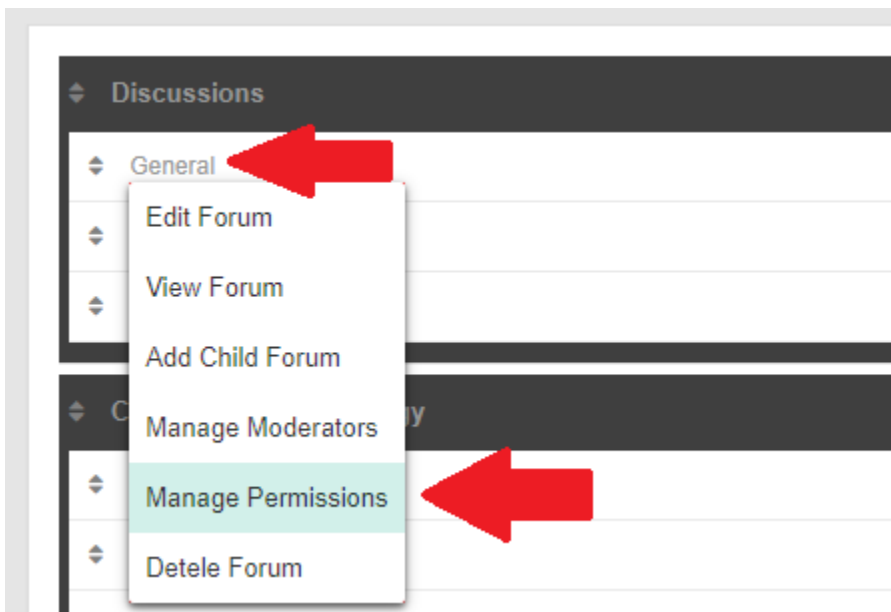 Discussions
General
Edit Forum
View Forum
Add Child Forum
Manage Moderators
Manage Permissions
Detele Forum